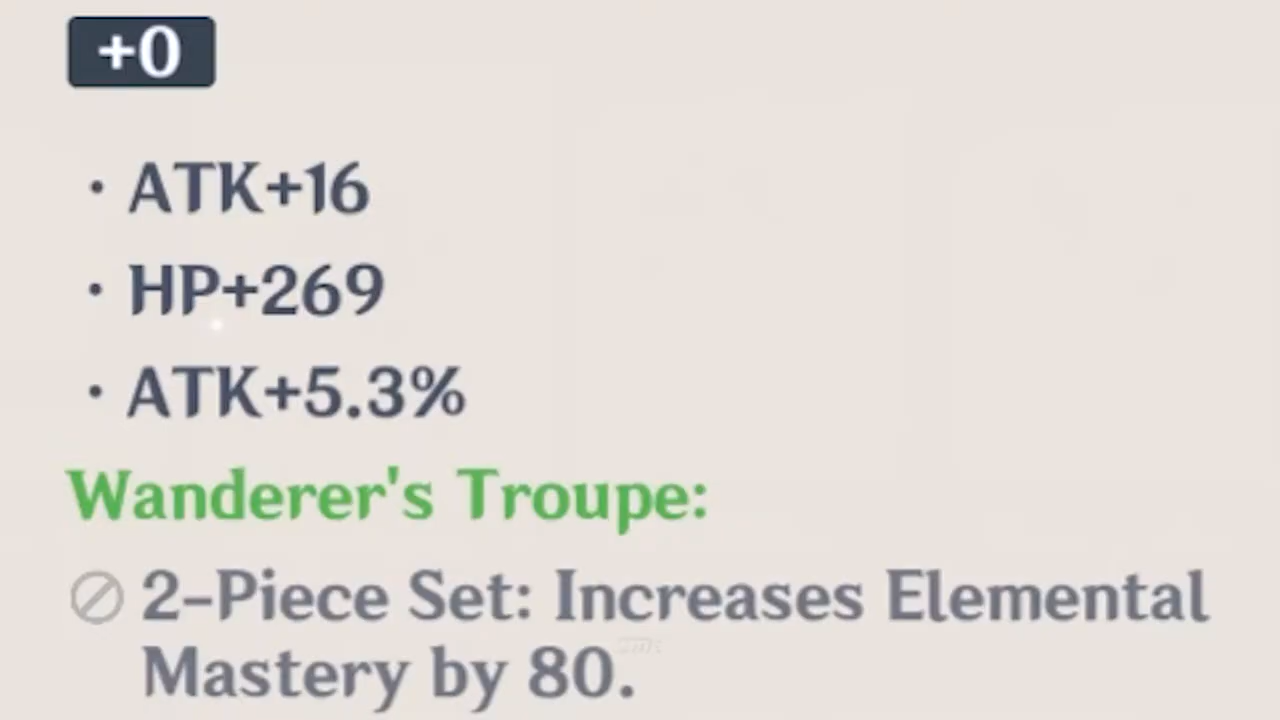 +0
· ATK+16
· HP+269
· ATK+5.3%
Wanderer's Troupe:
2-Piece Set: Increases Elemental
Mastery by 80.